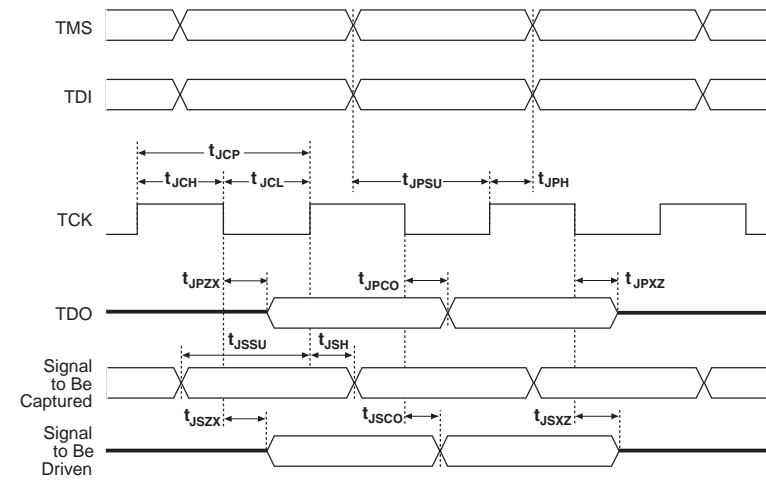 TMS
TDI
tJCP
tJCH
tJCL
tJPSU
tJPH
TCK
tJPZX
tJPCO
tJPXZ
TDO
tJSSU
tJSH
Signal
to Be
Captured
tJSZX
tJSCO
tJSXZ
Signal
to Be
Driven